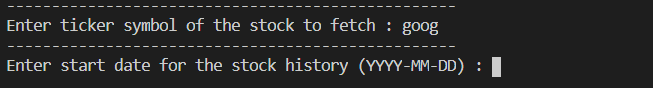 --------------------------------------------------
Enter ticker symbol of the stock to fetch : goog
--------------------------------------------------
Enter start date for the stock history (YYYY-MM-DD) :